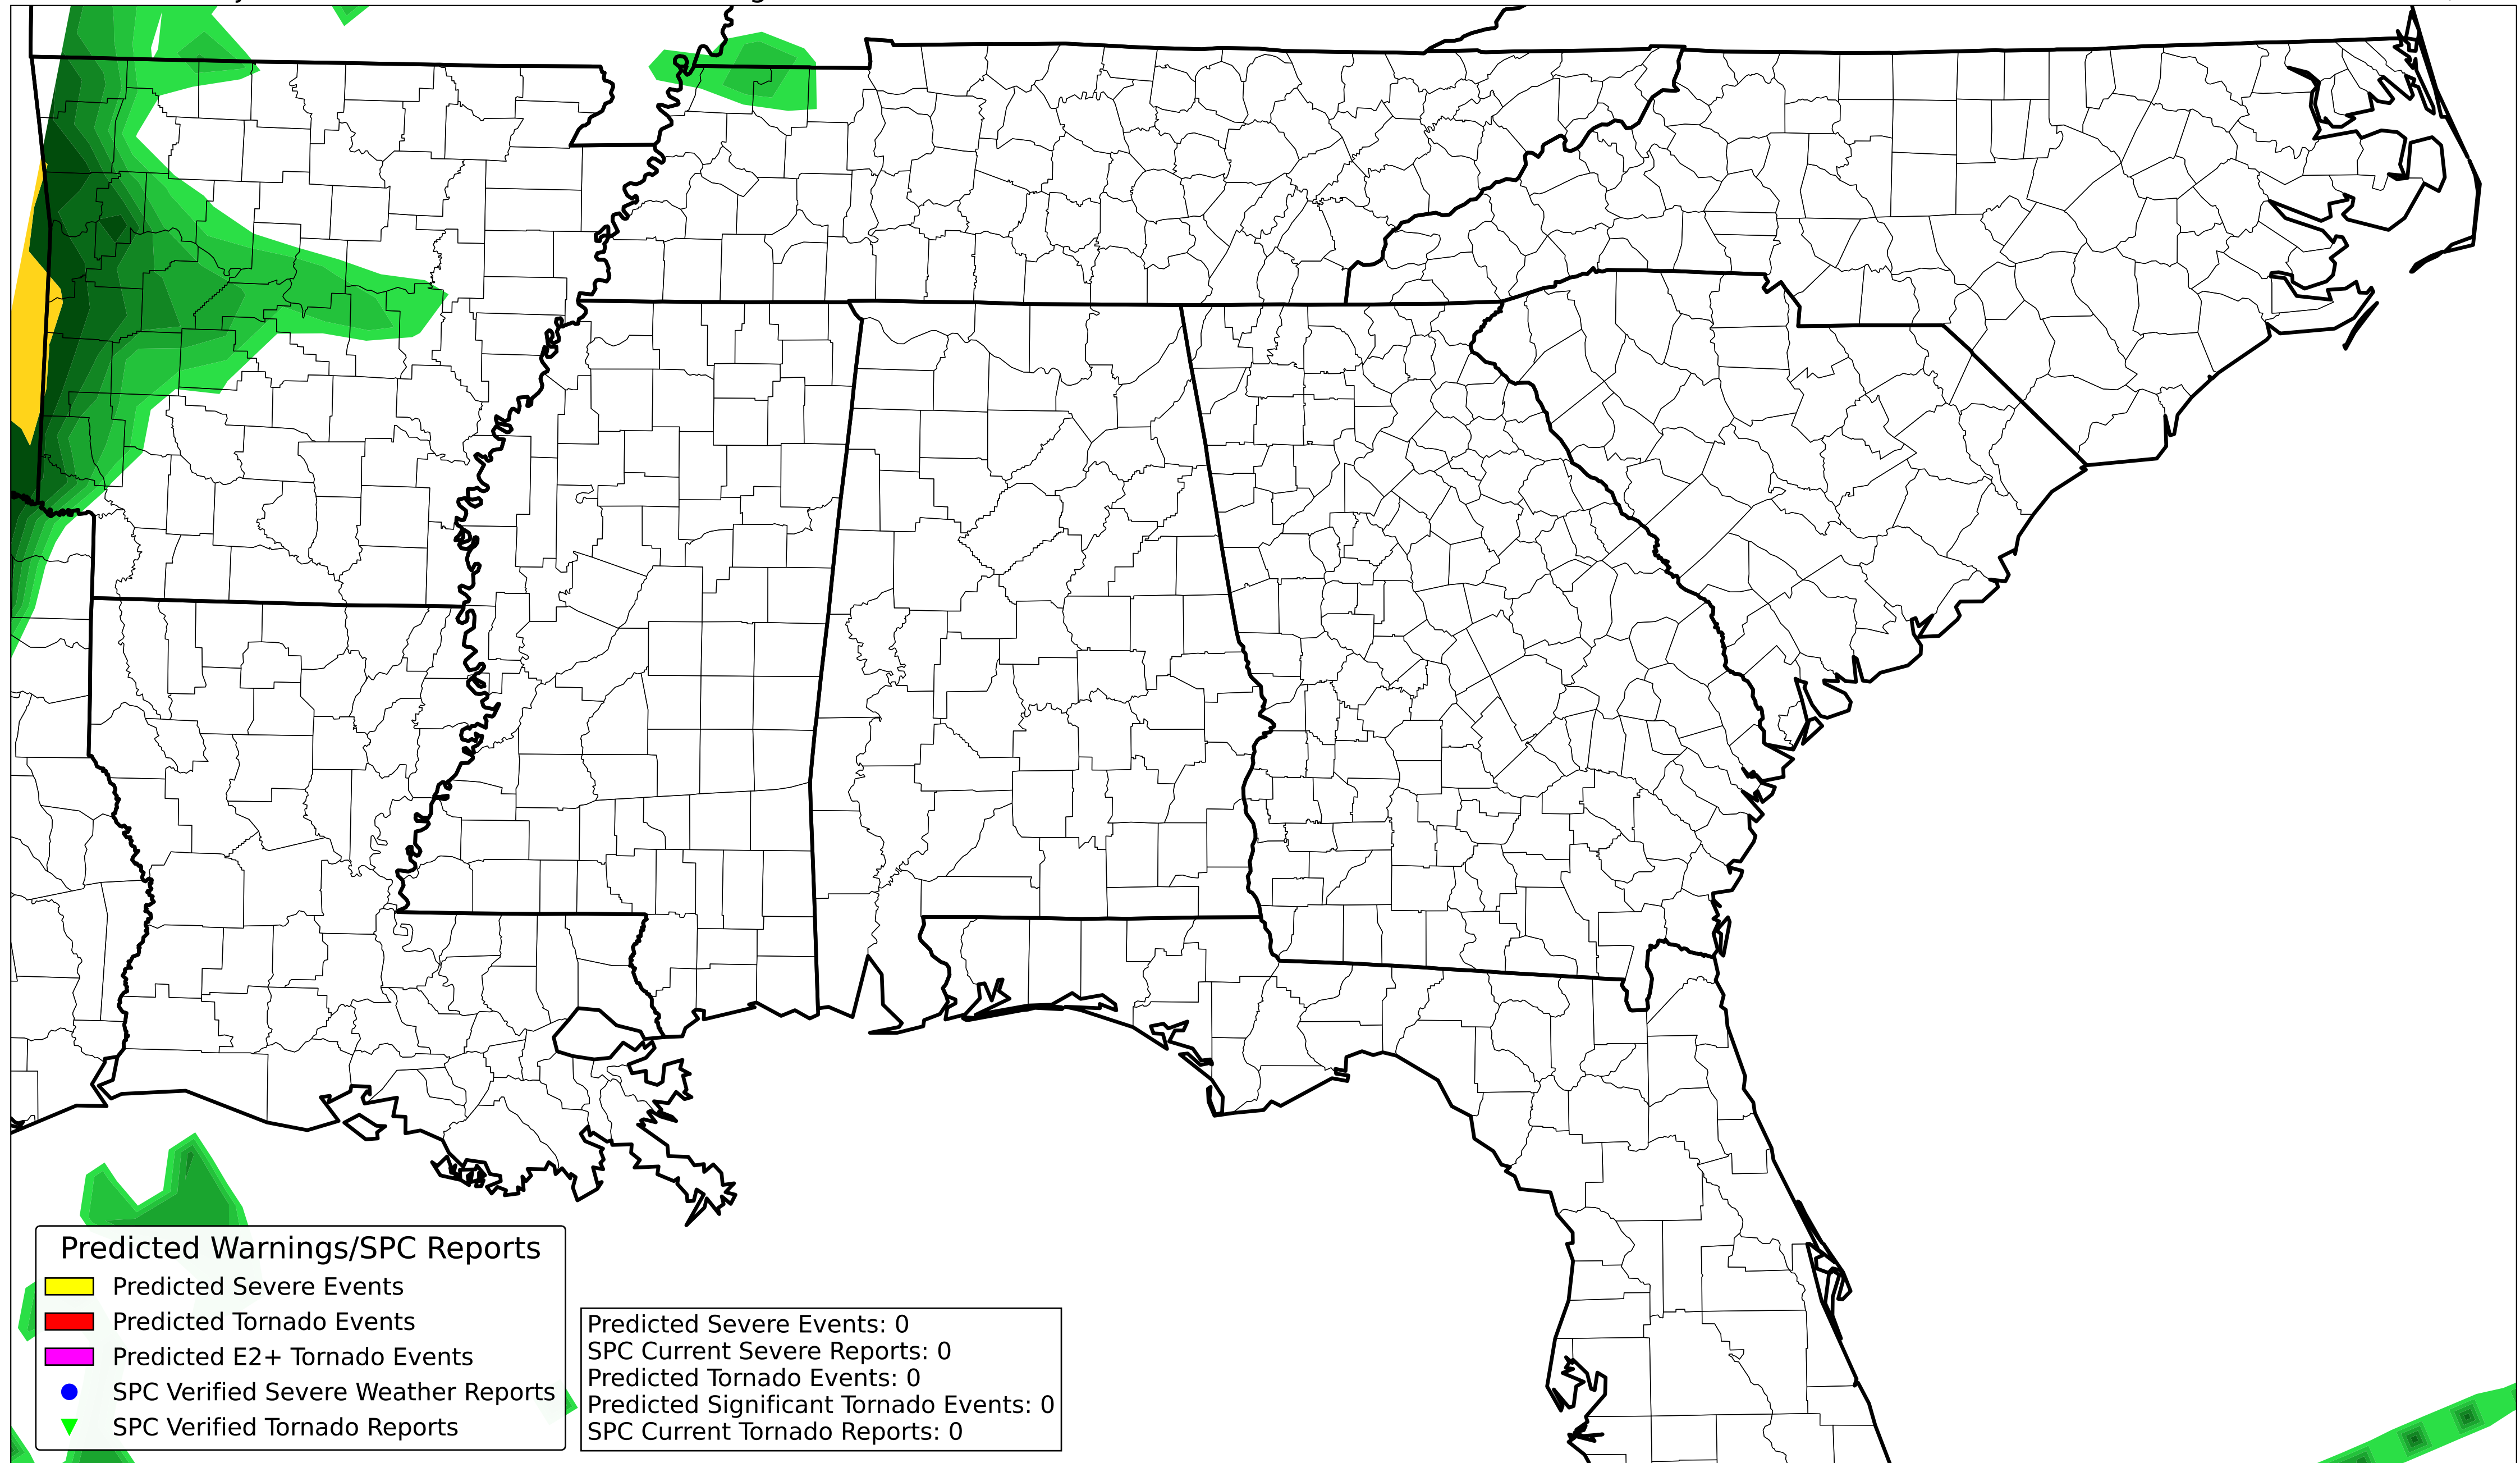 Predicted Warnings/SPC Reports
Predicted Severe Events
Predicted Tornado Events
Predicted E2+ Tornado Events
SPC Verified Severe Weather Reports
SPC Verified Tornado Reports
Predicted Severe Events: 0
SPC Current Severe Reports: 0
Predicted Tornado Events: 0
Predicted Significant Tornado Events: 0
SPC Current Tornado Reports: 0